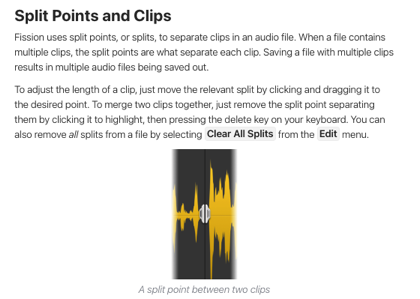 Split Points and Clips
Fission uses split points, or splits, to separate clips in an audio file. When a file contains
multiple clips, the split points are what separate each clip. Saving a file with multiple clips
results in multiple audio files being saved out.
To adjust the length of a clip, just move the relevant split by clicking and dragging it to
the desired point. To merge two clips together, just remove the split point separating
them by clicking it to highlight, then pressing the delete key on your keyboard. You can
also remove all splits from a file by selecting Clear All Splits from the Edit menu.
A split point between two clips